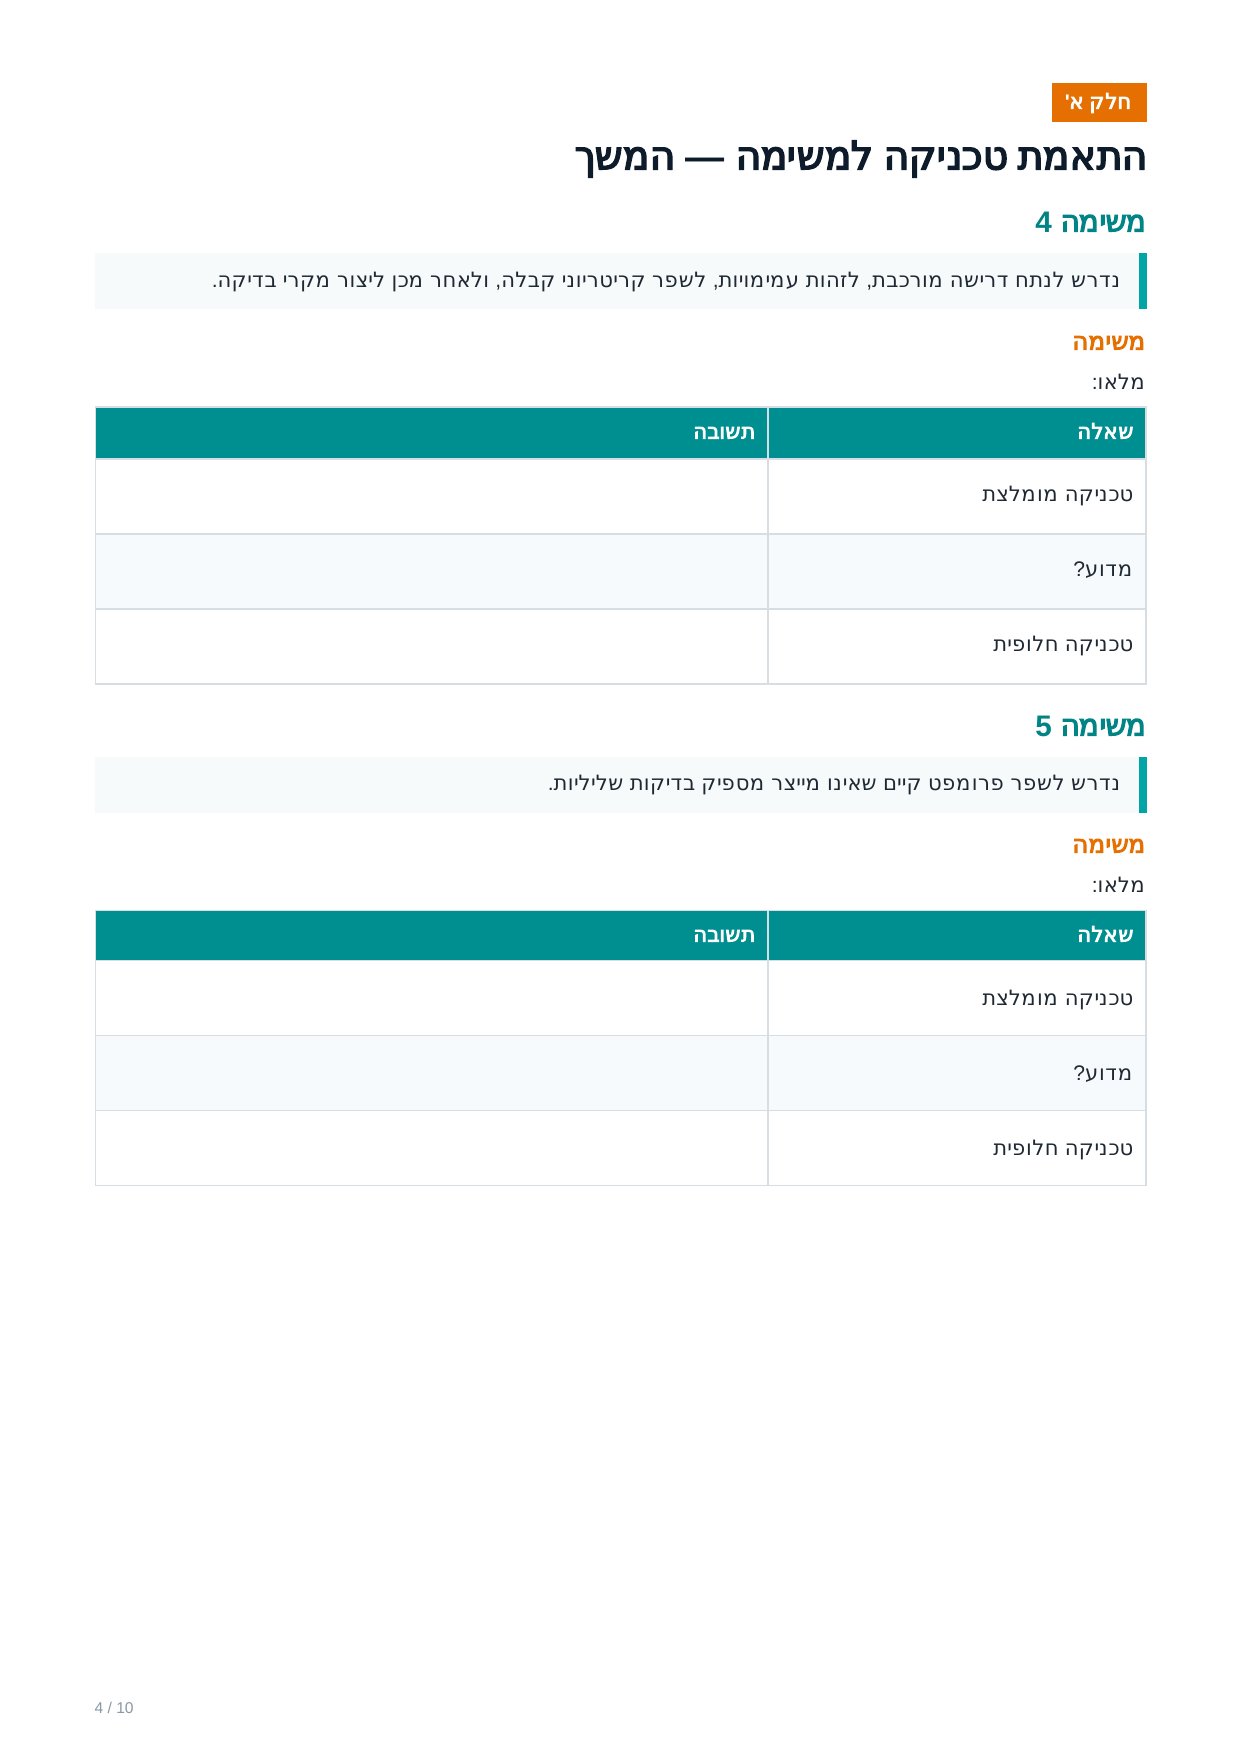 חלק א'
התאמת טכניקה למשימה — המשך
משימה 4
נדרש לנתח דרישה מורכבת, לזהות עמימויות, לשפר קריטריוני קבלה, ולאחר מכן ליצור מקרי בדיקה.
משימה
מלאו:
שאלה תשובה
טכניקה מומלצת
מדוע?
טכניקה חלופית
משימה 5
נדרש לשפר פרומפט קיים שאינו מייצר מספיק בדיקות שליליות.
משימה
מלאו:
שאלה תשובה
טכניקה מומלצת
מדוע?
טכניקה חלופית
4 / 10